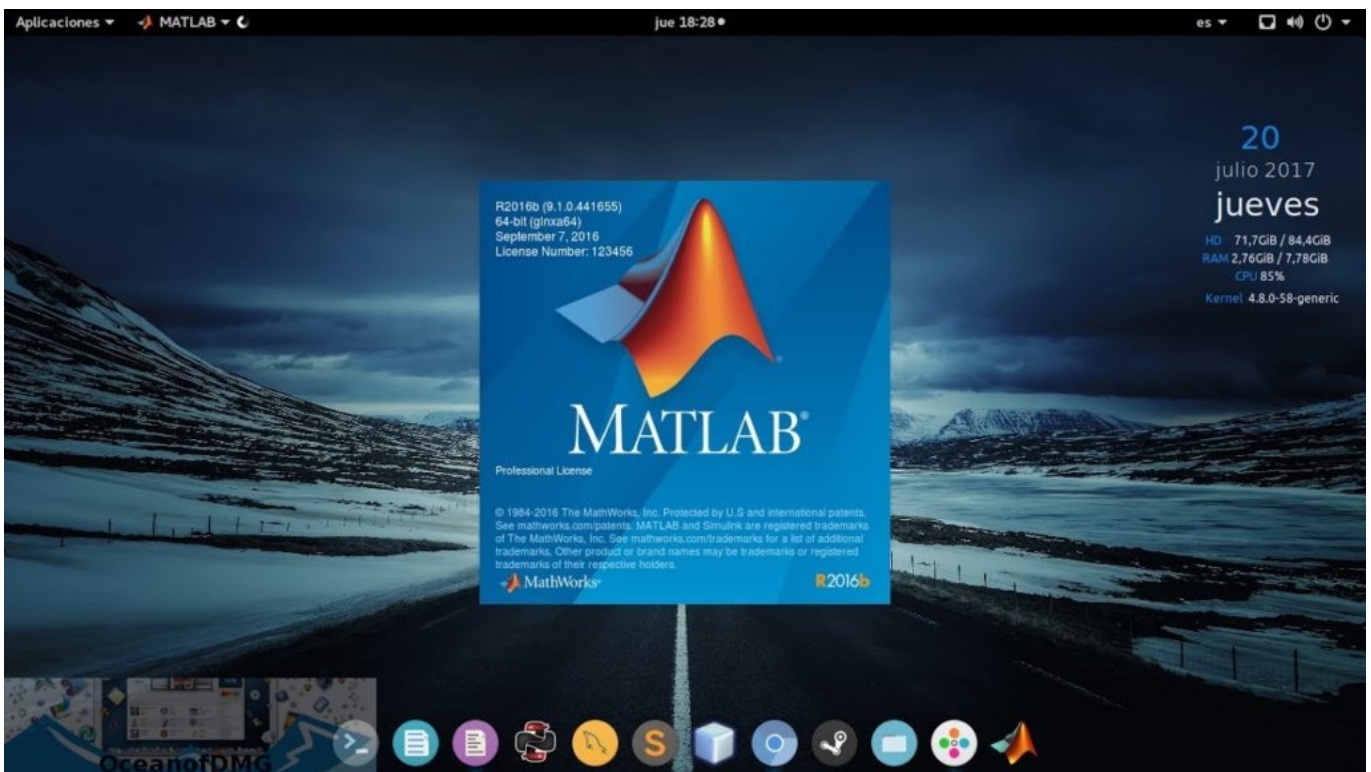 Aplicaciones MATLAB jue 18:28 es
20
julio 2017
jueves
HD 71,7GiB / 84,4GiB
RAM 2,76GiB / 7,78GiB
CPU 85%
Kernel 4.8.0-58-generic
R2016b (9.1.0.441655)
64-bit (glnxa64)
September 7, 2016
License Number: 123456
MATLAB®
Professional License
© 1984-2016 The MathWorks, Inc. Protected by U.S and international patents.
See mathworks.com/patents. MATLAB and Simulink are registered trademarks
of The MathWorks, Inc. See mathworks.com/trademarks for a list of additional
trademarks. Other product or brand names may be trademarks or registered
trademarks of their respective holders.
MathWorks® R2016b
S
OceanofDMG